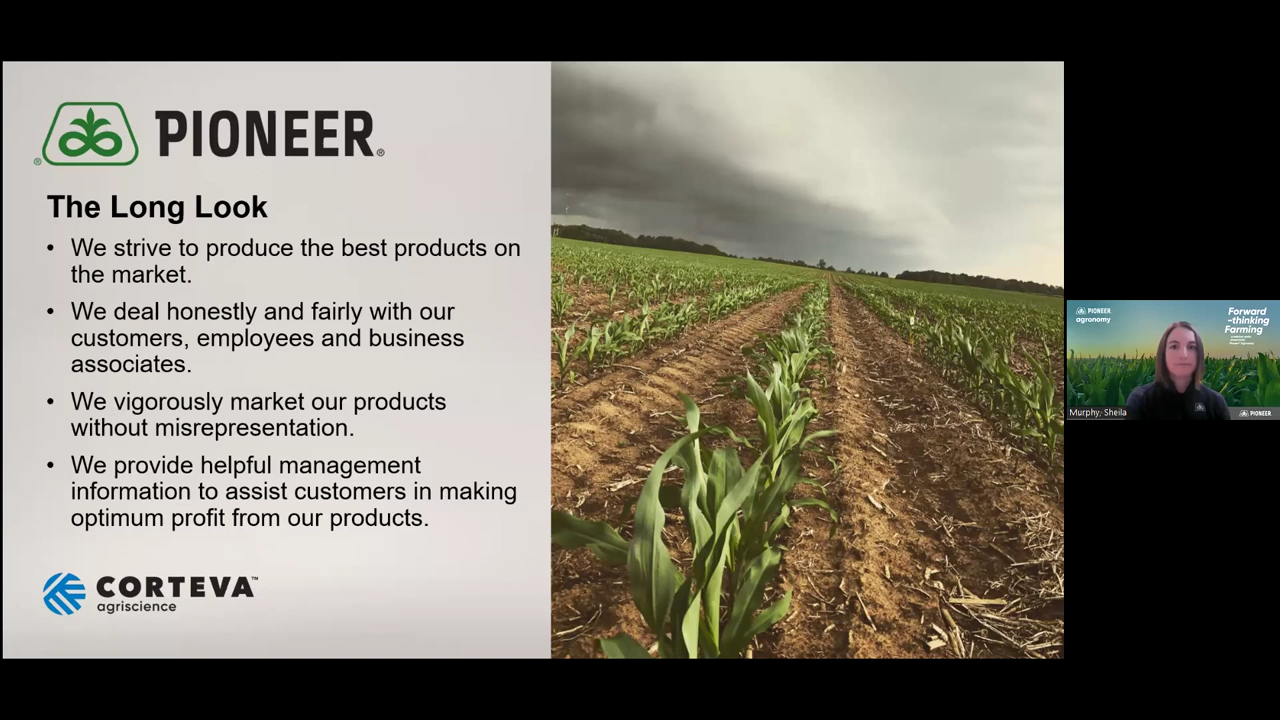 PIONEER®
The Long Look
• We strive to produce the best products on
the market.
• We deal honestly and fairly with our
customers, employees and business
associates.
• We vigorously market our products
without misrepresentation.
• We provide helpful management
information to assist customers in making
optimum profit from our products.
CORTEVA™
agriscience
PIONEER
agronomy
Forward
-thinking
Farming
Murphy, Sheila
PIONEER